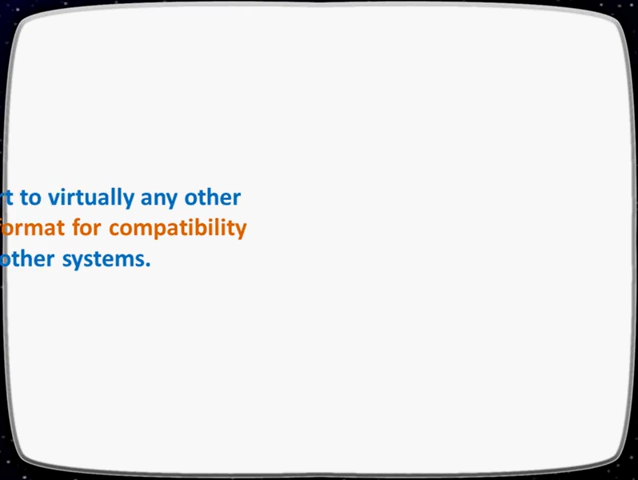 to virtually any other
for compatibility
other systems.